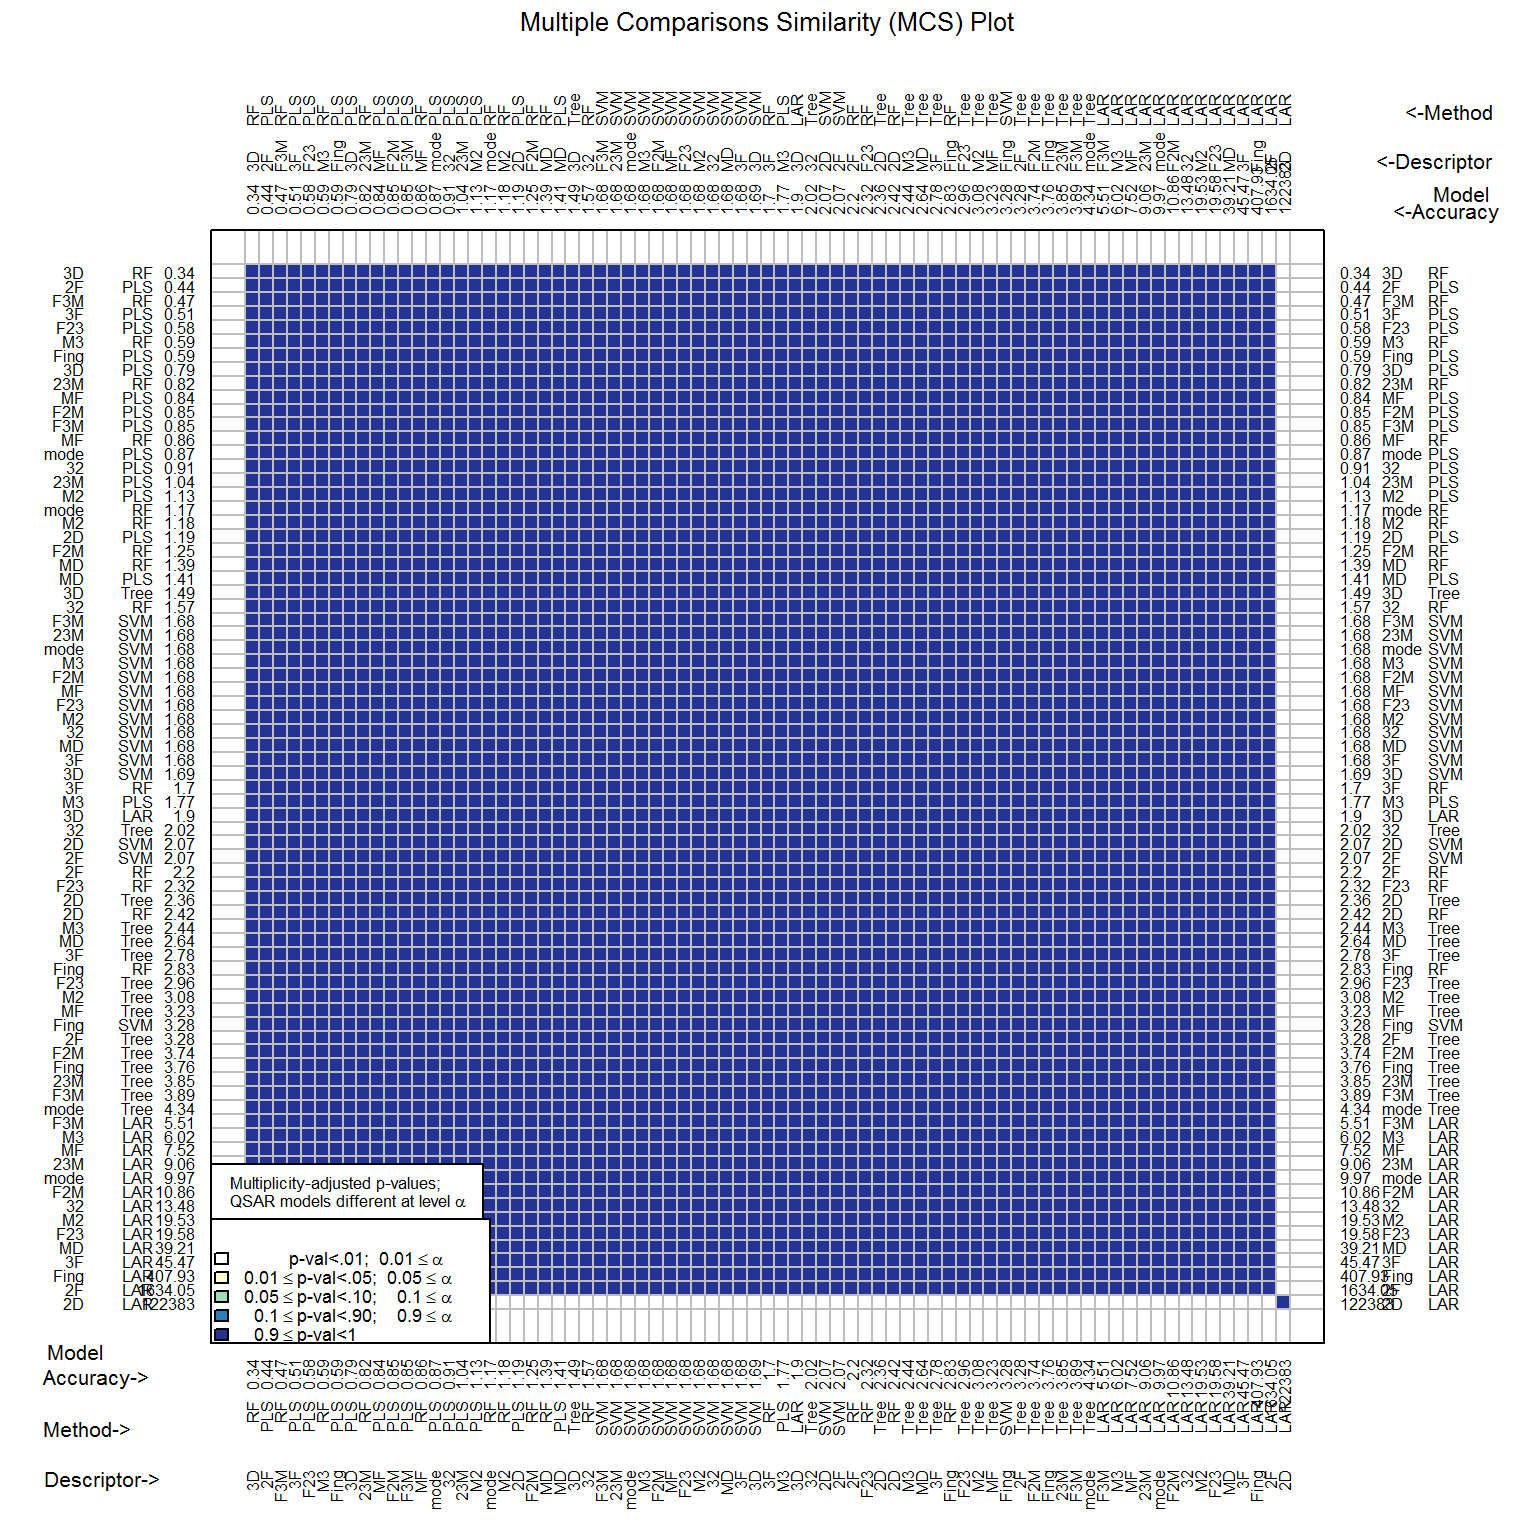 Multiple Comparisons Similarity (MCS) Plot
<-Method
<-Descriptor
Model
<-Accuracy
3D RF 0.34
2F PLS 0.44
F3M RF 0.47
3F PLS 0.51
F23 PLS 0.58
M3 RF 0.59
Fing PLS 0.59
3D PLS 0.79
23M RF 0.82
MF PLS 0.84
F2M PLS 0.85
F3M PLS 0.85
MF RF 0.86
mode PLS 0.87
32 PLS 0.91
23M PLS 1.04
M2 PLS 1.13
mode RF 1.17
M2 RF 1.18
2D PLS 1.19
F2M RF 1.25
MD RF 1.39
MD PLS 1.41
3D Tree 1.49
32 RF 1.57
F3M SVM 1.68
23M SVM 1.68
mode SVM 1.68
M3 SVM 1.68
F2M SVM 1.68
MF SVM 1.68
F23 SVM 1.68
M2 SVM 1.68
32 SVM 1.68
MD SVM 1.68
3F SVM 1.68
3D SVM 1.69
3F RF 1.7
M3 PLS 1.77
3D LAR 1.9
32 Tree 2.02
2D SVM 2.07
2F SVM 2.07
2F RF 2.2
F23 RF 2.32
2D Tree 2.36
2D RF 2.42
M3 Tree 2.44
MD Tree 2.64
3F Tree 2.78
Fing RF 2.83
F23 Tree 2.96
M2 Tree 3.08
MF Tree 3.23
Fing SVM 3.28
2F Tree 3.28
F2M Tree 3.74
Fing Tree 3.76
23M Tree 3.85
F3M Tree 3.89
mode Tree 4.34
F3M LAR 5.51
M3 LAR 6.02
MF LAR 7.52
23M LAR 9.06
mode LAR 9.97
F2M LAR 10.86
32 LAR 13.48
M2 LAR 19.53
F23 LAR 19.58
MD LAR 39.21
3F LAR 45.47
Fing LAR 407.93
2F LAR 1634.05
2D LAR 122383
Multiplicity-adjusted p-values;
QSAR models different at level α
p-val<.01; 0.01 ≤ α
0.01 ≤ p-val<.05; 0.05 ≤ α
0.05 ≤ p-val<.10; 0.1 ≤ α
0.1 ≤ p-val<.90; 0.9 ≤ α
0.9 ≤ p-val<1
Model
Accuracy->
Method->
Descriptor->